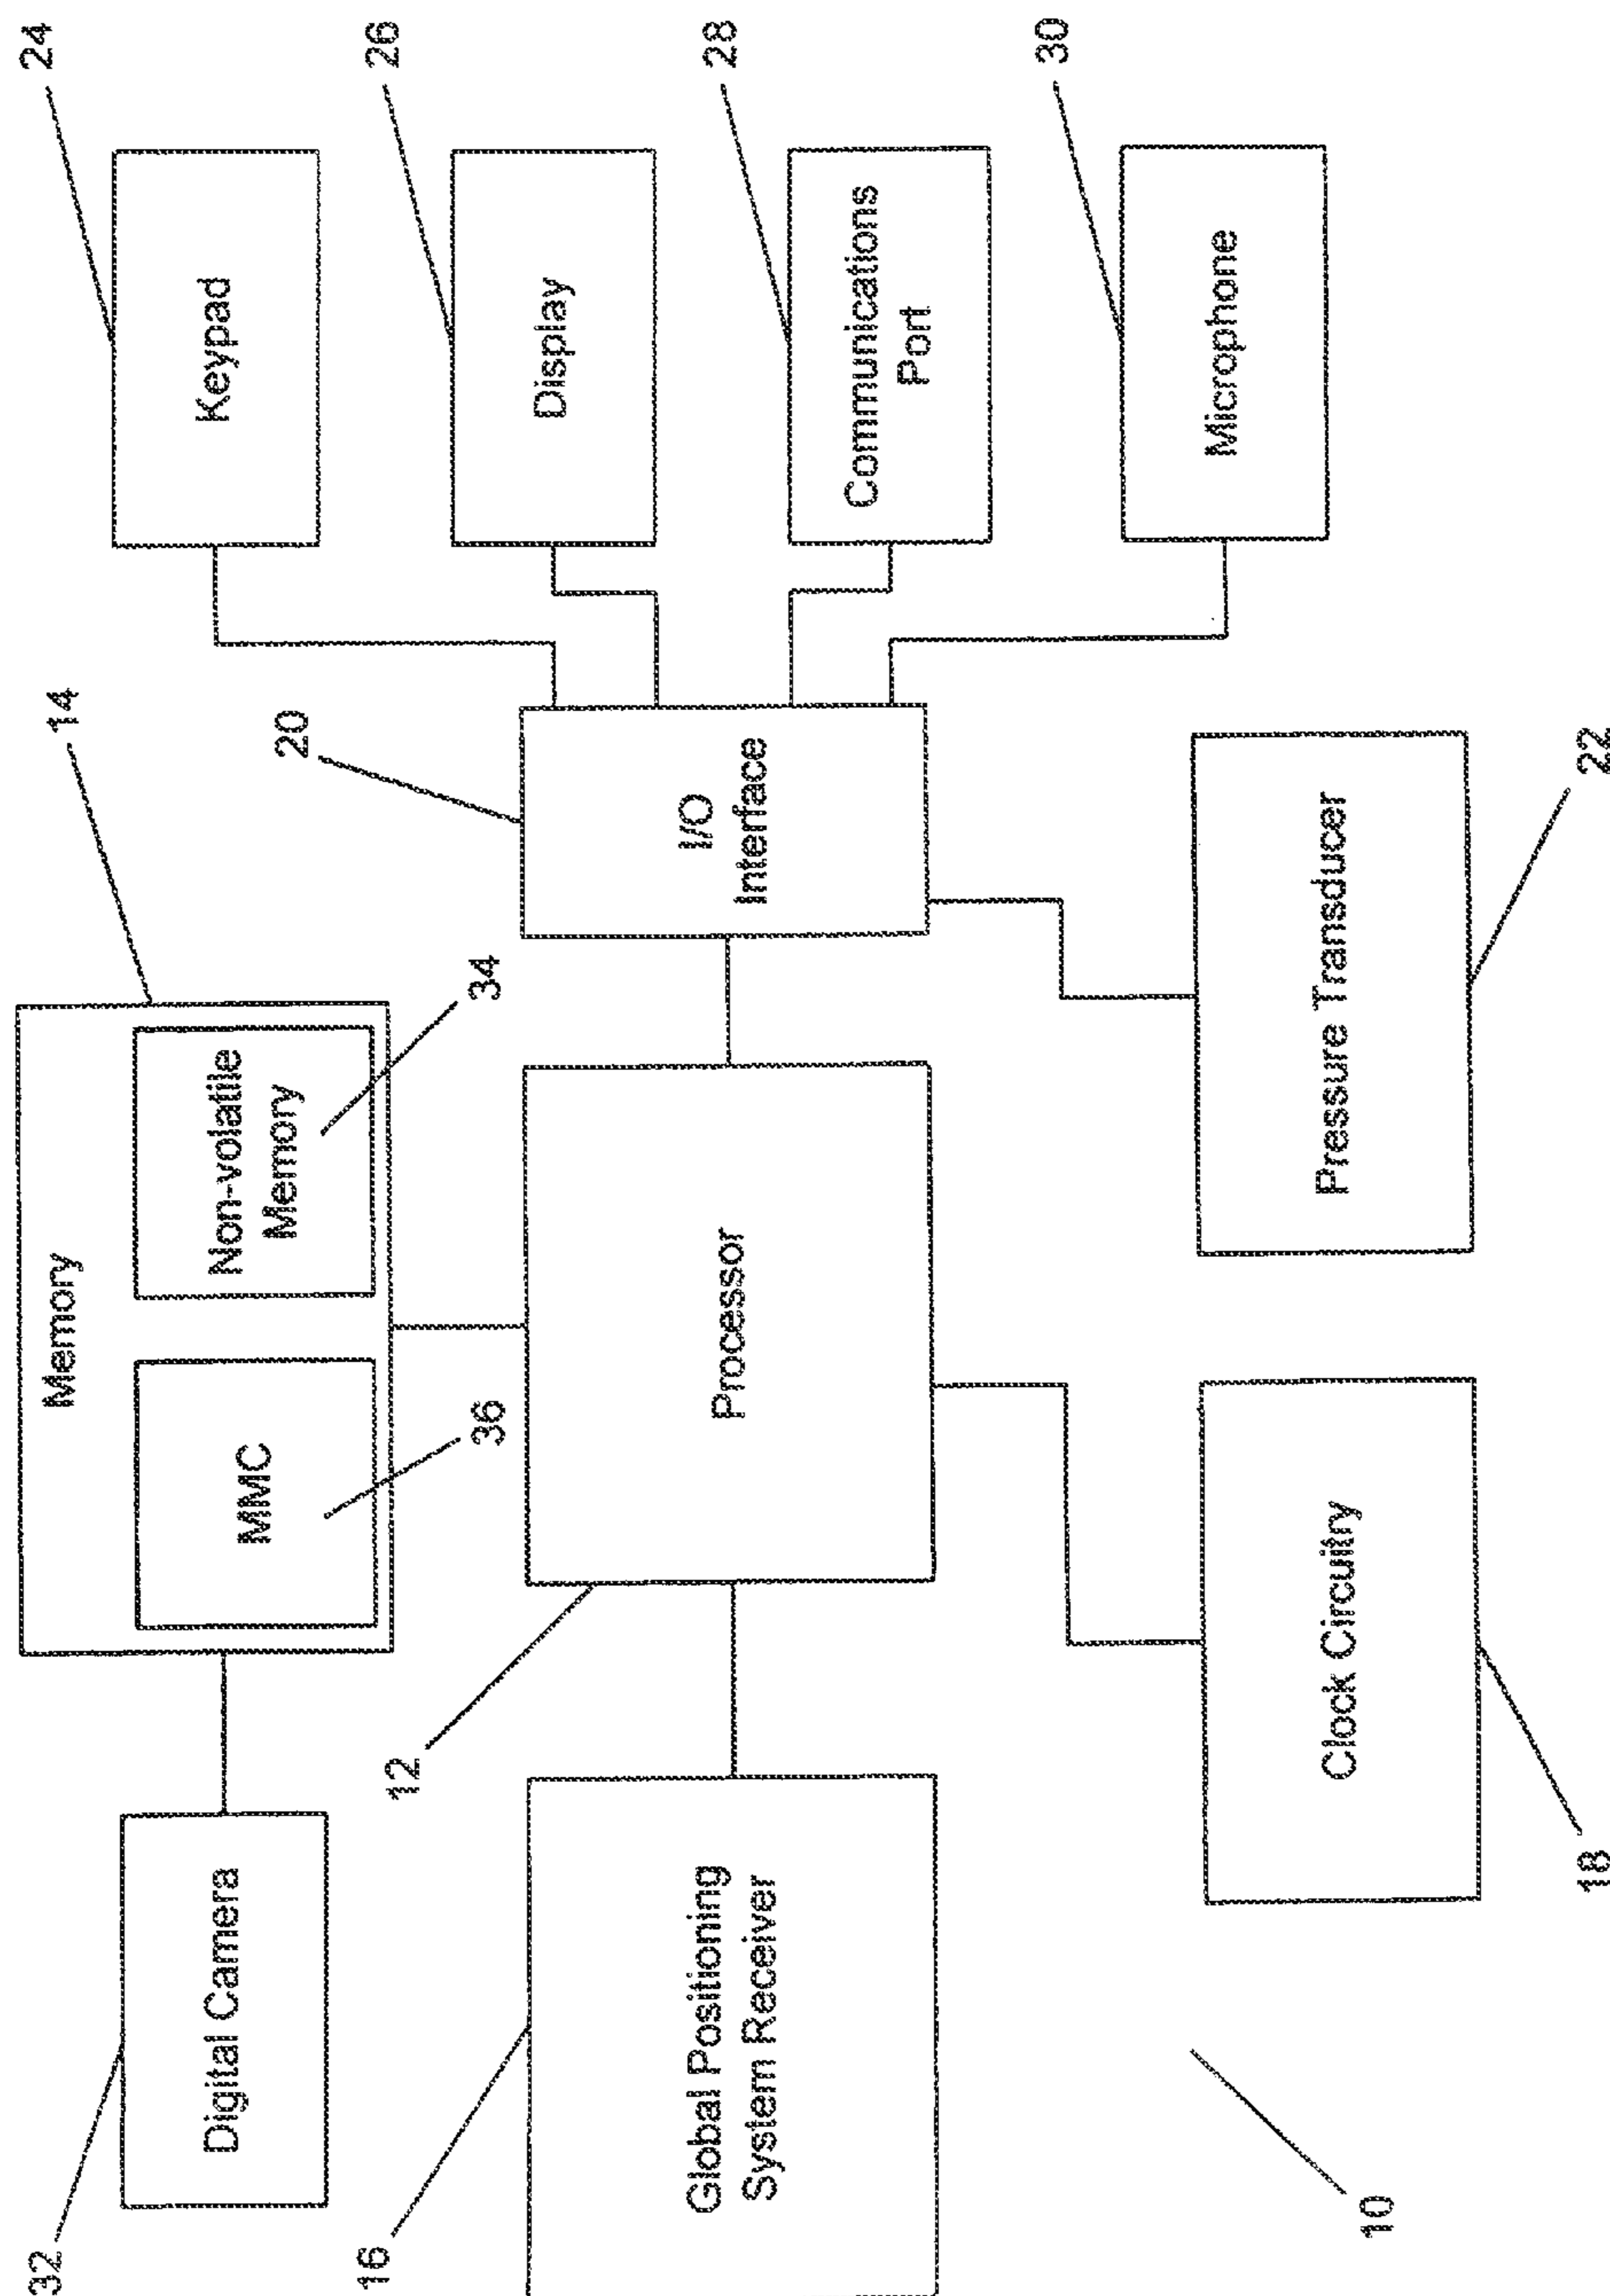 32
Digital Camera
Memory
14
MMC
Non-volatile
Memory
36
34
24
Keypad
26
Display
28
Communications
Port
30
Microphone
20
I/O
Interface
12
Processor
16
Global Positioning
System Receiver
18
Clock Circuitry
22
Pressure Transducer
10